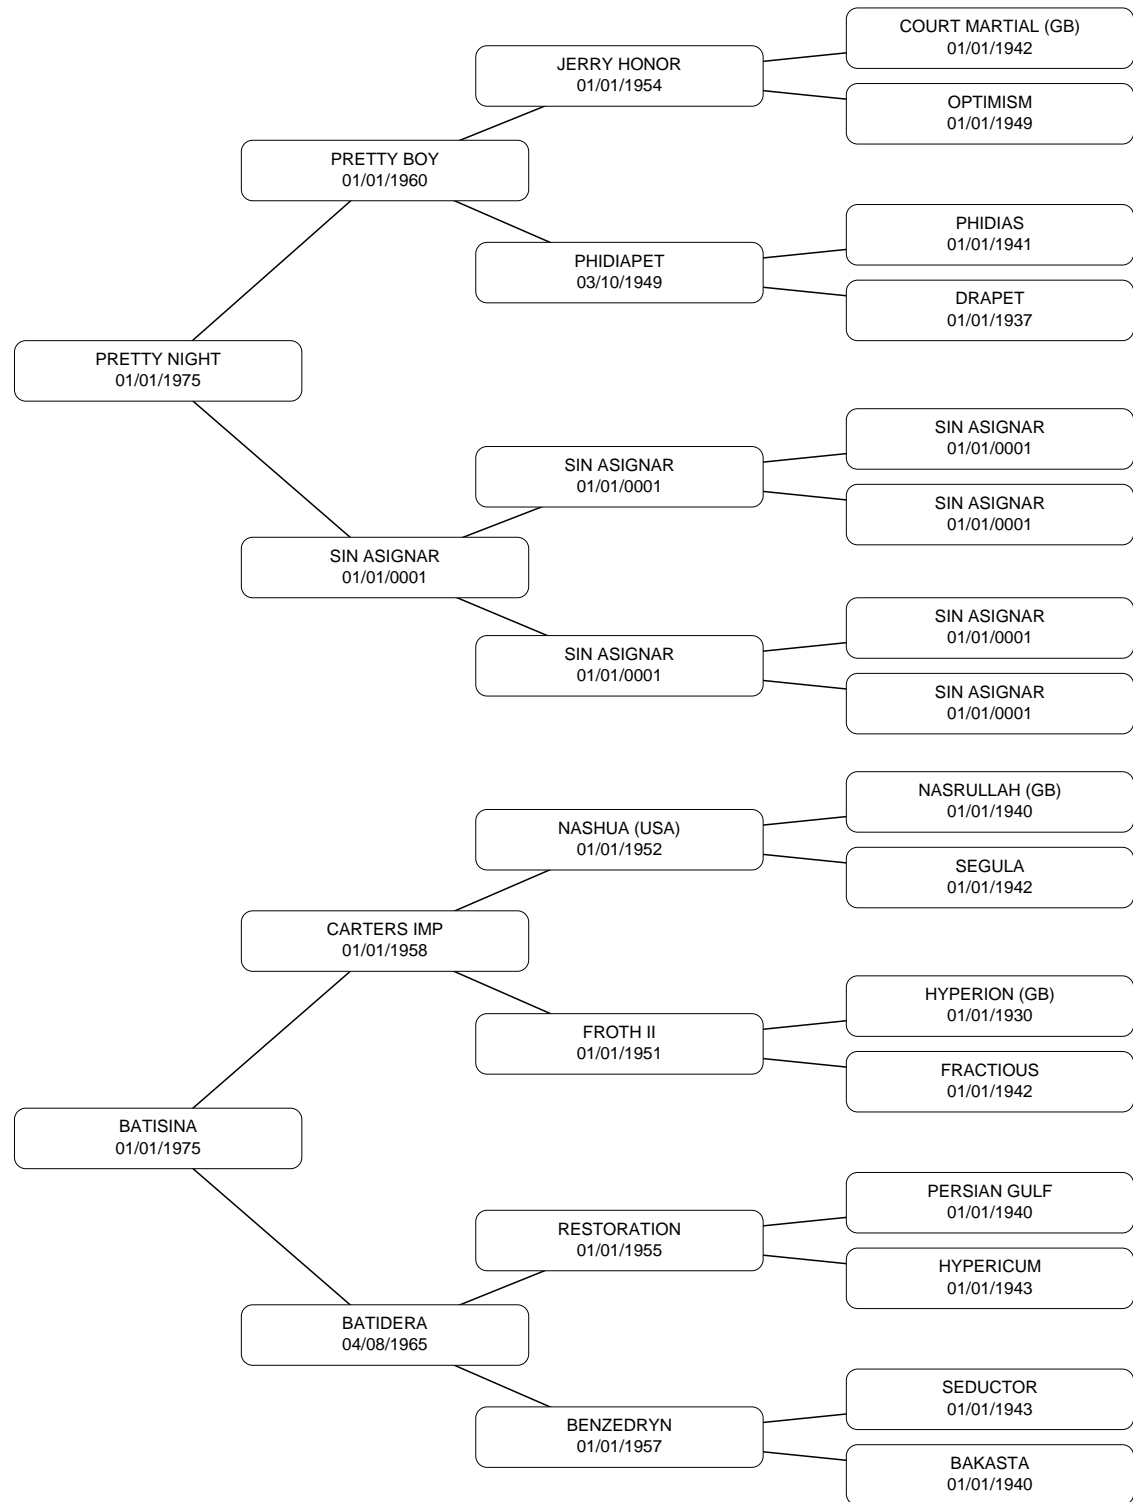 COURT MARTIAL (GB)
01/01/1942
JERRY HONOR
01/01/1954
OPTIMISM
01/01/1949
PRETTY BOY
01/01/1960
PHIDIAS
01/01/1941
PHIDIAPET
03/10/1949
DRAPET
01/01/1937
PRETTY NIGHT
01/01/1975
SIN ASIGNAR
01/01/0001
SIN ASIGNAR
01/01/0001
SIN ASIGNAR
01/01/0001
SIN ASIGNAR
01/01/0001
SIN ASIGNAR
01/01/0001
SIN ASIGNAR
01/01/0001
SIN ASIGNAR
01/01/0001
NASRULLAH (GB)
01/01/1940
NASHUA (USA)
01/01/1952
SEGULA
01/01/1942
CARTERS IMP
01/01/1958
HYPERION (GB)
01/01/1930
FROTH II
01/01/1951
FRACTIOUS
01/01/1942
BATISINA
01/01/1975
PERSIAN GULF
01/01/1940
RESTORATION
01/01/1955
HYPERICUM
01/01/1943
BATIDERA
04/08/1965
SEDUCTOR
01/01/1943
BENZEDRYN
01/01/1957
BAKASTA
01/01/1940